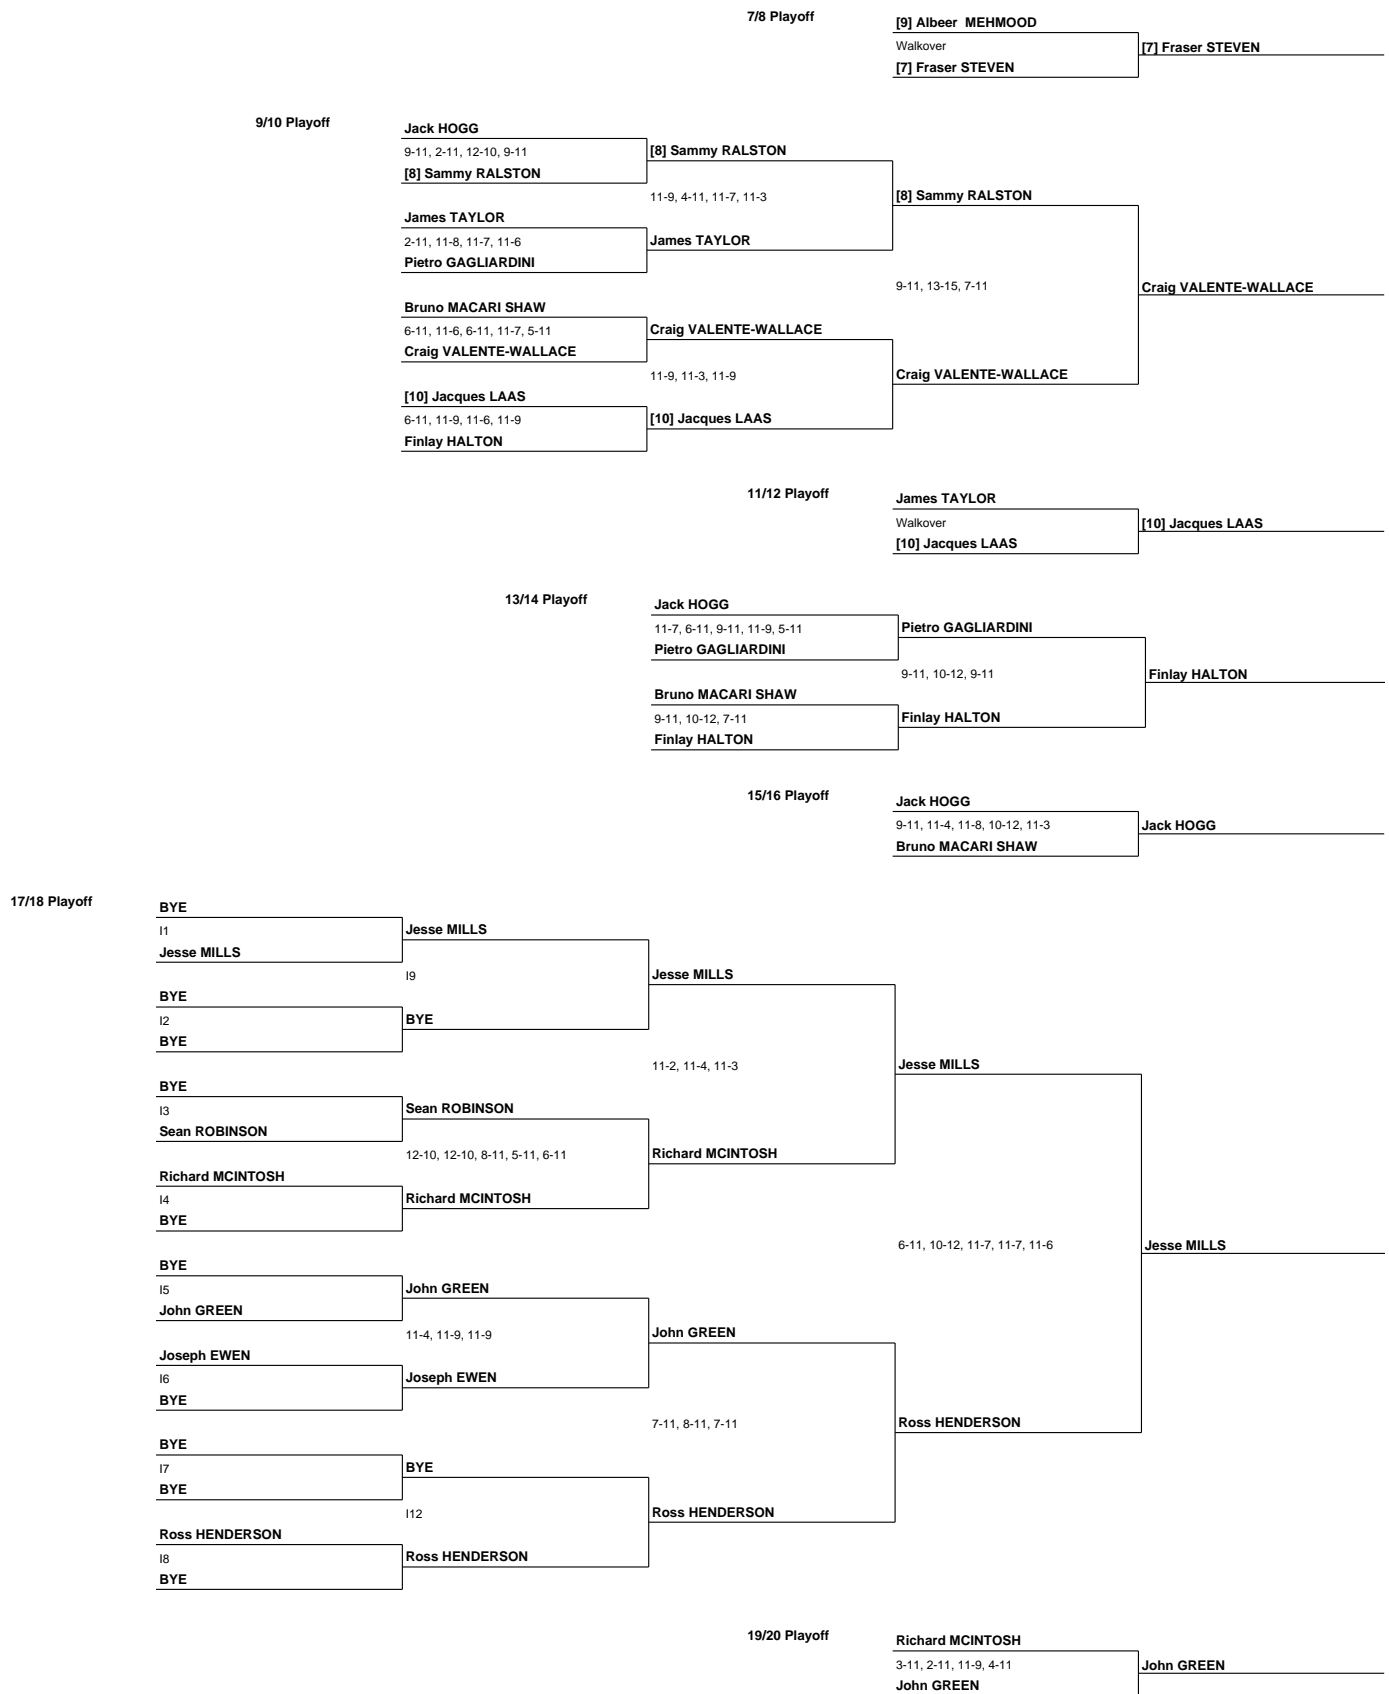 7/8 Playoff
[9] Albeer  MEHMOOD
Walkover
[7] Fraser STEVEN
[7] Fraser STEVEN
9/10 Playoff
Jack HOGG
9-11, 2-11, 12-10, 9-11
[8] Sammy RALSTON
[8] Sammy RALSTON
11-9, 4-11, 11-7, 11-3
[8] Sammy RALSTON
James TAYLOR
2-11, 11-8, 11-7, 11-6
James TAYLOR
Pietro GAGLIARDINI
9-11, 13-15, 7-11
Craig VALENTE-WALLACE
Bruno MACARI SHAW
6-11, 11-6, 6-11, 11-7, 5-11
Craig VALENTE-WALLACE
Craig VALENTE-WALLACE
11-9, 11-3, 11-9
Craig VALENTE-WALLACE
[10] Jacques LAAS
6-11, 11-9, 11-6, 11-9
[10] Jacques LAAS
Finlay HALTON
11/12 Playoff
James TAYLOR
Walkover
[10] Jacques LAAS
[10] Jacques LAAS
13/14 Playoff
Jack HOGG
11-7, 6-11, 9-11, 11-9, 5-11
Pietro GAGLIARDINI
Pietro GAGLIARDINI
9-11, 10-12, 9-11
Finlay HALTON
Bruno MACARI SHAW
9-11, 10-12, 7-11
Finlay HALTON
Finlay HALTON
15/16 Playoff
Jack HOGG
9-11, 11-4, 11-8, 10-12, 11-3
Jack HOGG
Bruno MACARI SHAW
17/18 Playoff
BYE
I1
Jesse MILLS
Jesse MILLS
I9
Jesse MILLS
BYE
I2
BYE
BYE
11-2, 11-4, 11-3
Jesse MILLS
BYE
I3
Sean ROBINSON
Sean ROBINSON
12-10, 12-10, 8-11, 5-11, 6-11
Richard MCINTOSH
Richard MCINTOSH
I4
Richard MCINTOSH
BYE
6-11, 10-12, 11-7, 11-7, 11-6
Jesse MILLS
BYE
I5
John GREEN
John GREEN
11-4, 11-9, 11-9
John GREEN
Joseph EWEN
I6
Joseph EWEN
BYE
7-11, 8-11, 7-11
Ross HENDERSON
BYE
I7
BYE
BYE
I12
Ross HENDERSON
Ross HENDERSON
I8
Ross HENDERSON
BYE
19/20 Playoff
Richard MCINTOSH
3-11, 2-11, 11-9, 4-11
John GREEN
John GREEN